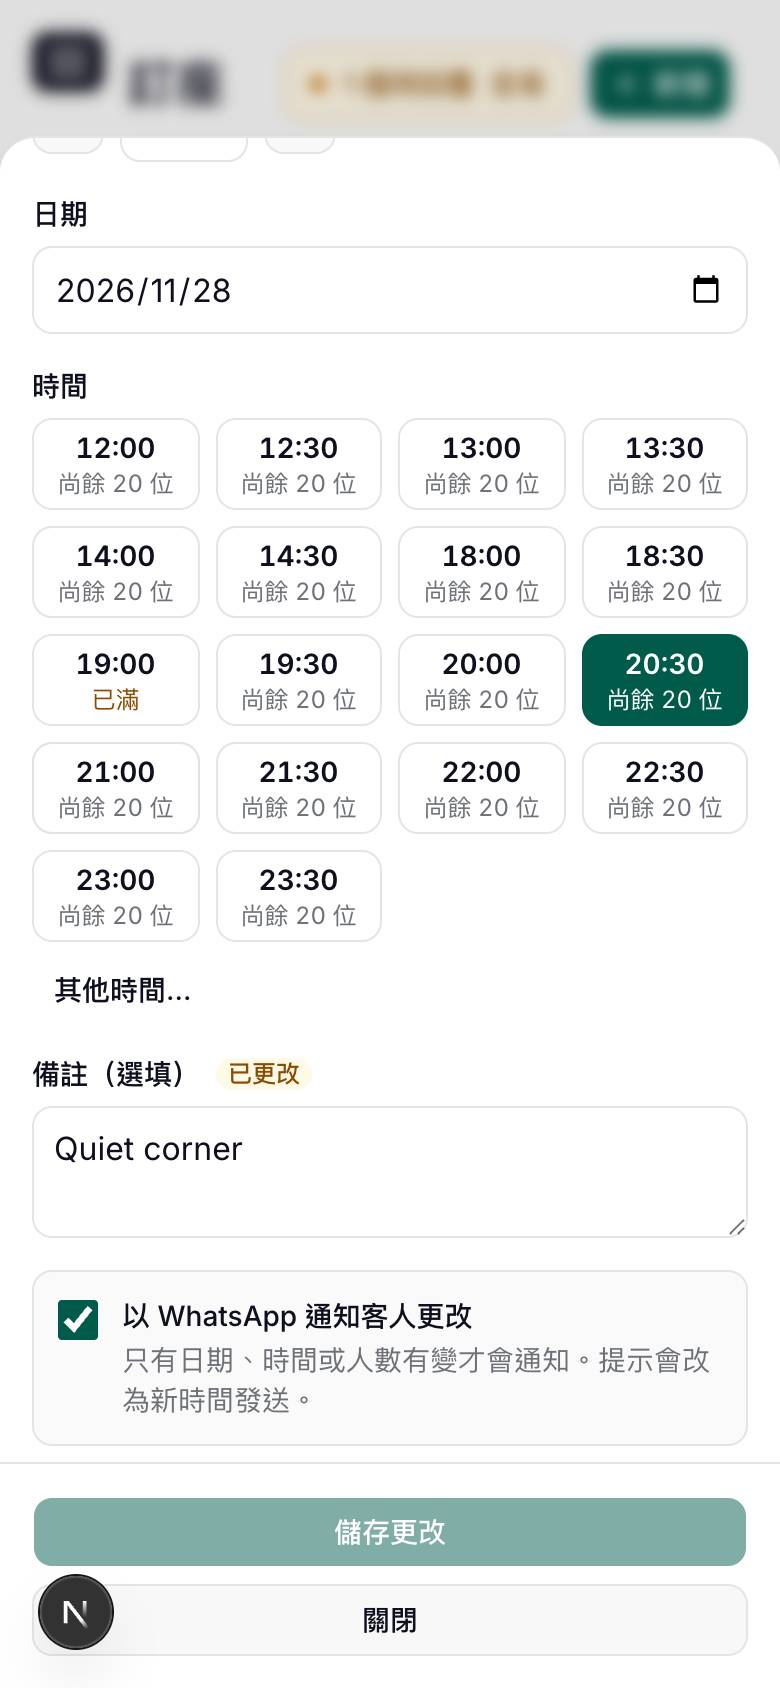 日期
2026/11/28
時間
12:00
尚餘 20 位
12:30
尚餘 20 位
13:00
尚餘 20 位
13:30
尚餘 20 位
14:00
尚餘 20 位
14:30
尚餘 20 位
18:00
尚餘 20 位
18:30
尚餘 20 位
19:00
已滿
19:30
尚餘 20 位
20:00
尚餘 20 位
20:30
尚餘 20 位
21:00
尚餘 20 位
21:30
尚餘 20 位
22:00
尚餘 20 位
22:30
尚餘 20 位
23:00
尚餘 20 位
23:30
尚餘 20 位
其他時間...
備註（選填） 已更改
Quiet corner
以 WhatsApp 通知客人更改
只有日期、時間或人數有變才會通知。提示會改
為新時間發送。
儲存更改
N
關閉